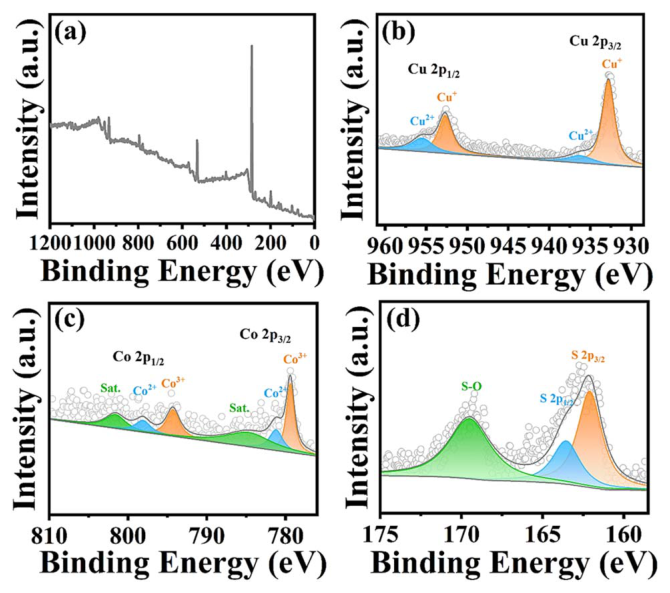 (a)
Intensity (a.u.)
1200 1000 800 600 400 200 0
Binding Energy (eV)
(b)
Cu 2p3/2
Cu+
Cu 2p1/2
Cu+
Cu2+
Cu2+
Intensity (a.u.)
960 955 950 945 940 935 930
Binding Energy (eV)
(c)
Co 2p3/2
Co 2p1/2
Co3+
Sat.
Co2+
Co3+
Sat.
Co2+
Intensity (a.u.)
810 800 790 780
Binding Energy (eV)
(d)
S 2p3/2
S-O
S 2p1/2
Intensity (a.u.)
175 170 165 160
Binding Energy (eV)